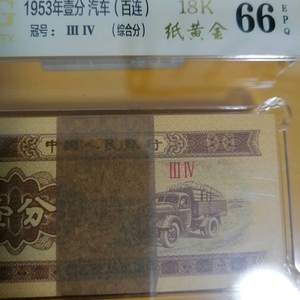 1953年壹分 汽车（百连）
18K
66
EPQ
冠号： III IV （综合分）
纸黄金
中国人民银行
III IV
分